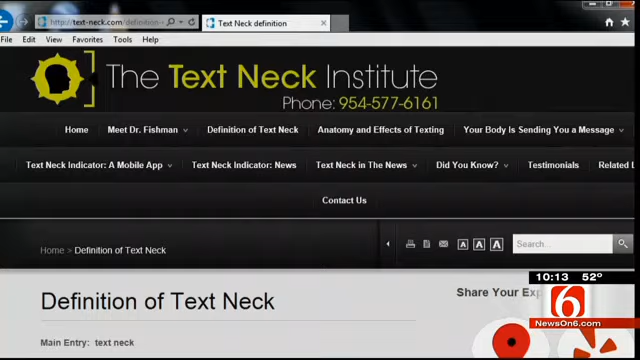 http://text-neck.com/definition-
Text Neck definition
File Edit View Favorites Tools Help
The Text Neck Institute
Phone: 954-577-6161
Home Meet Dr. Fishman Definition of Text Neck Anatomy and Effects of Texting Your Body Is Sending You a Message
Text Neck Indicator: A Mobile App Text Neck Indicator: News Text Neck in The News Did You Know? Testimonials Related
Contact Us
Home > Definition of Text Neck
A A A Search...
Definition of Text Neck
Share Your
Main Entry: text neck
10:13 52°
6
NewsOn6.com